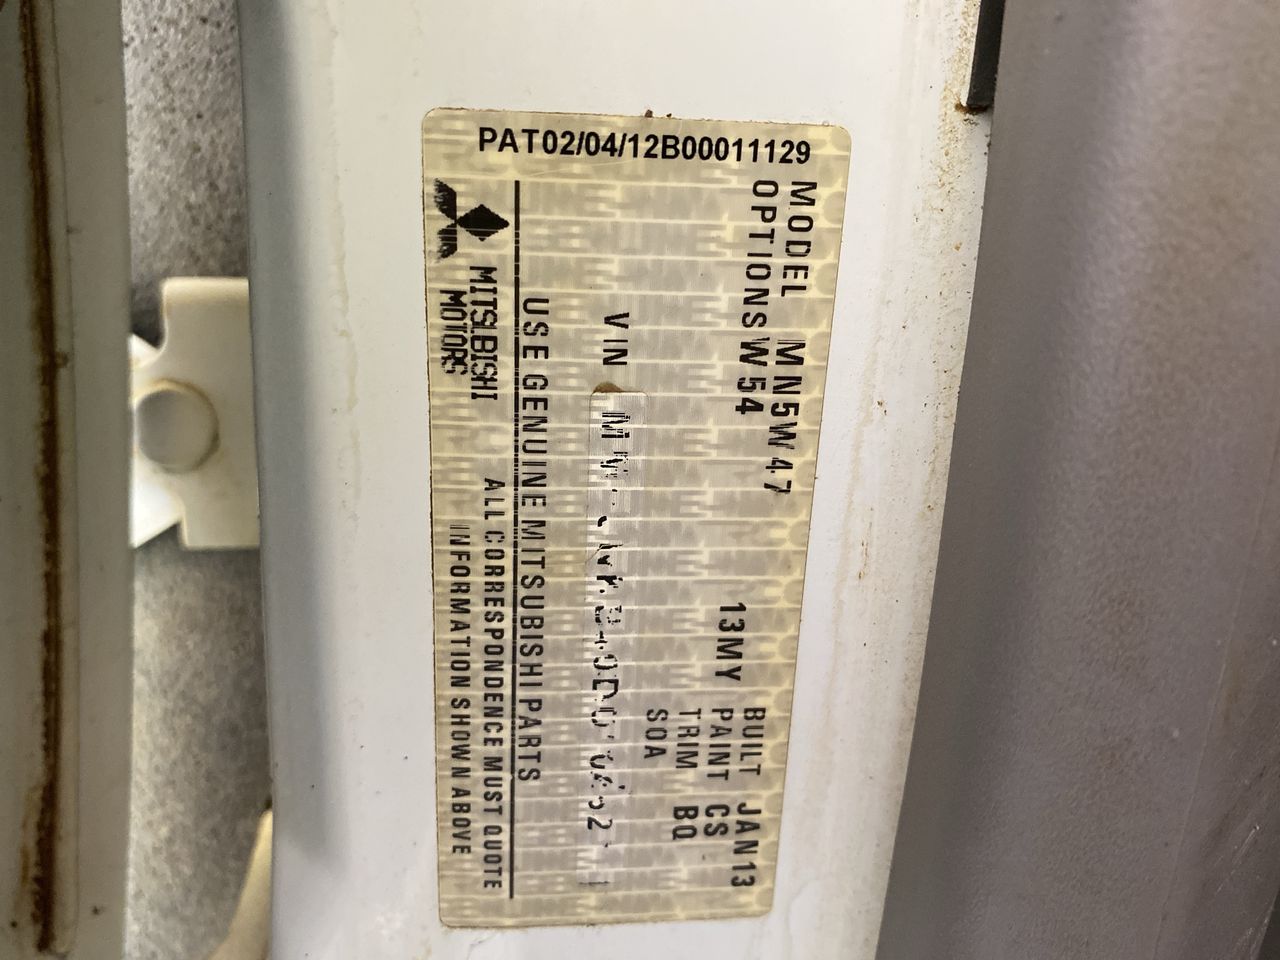 PAT02/04/12B00011129
MODEL MN5W47
OPTIONS W54
13MY
BUILT JAN13
PAINT CS
TRIM BQ
SOA
VIN
USE GENUINE MITSUBISHI PARTS
MITSUBISHI
MOTORS
ALL CORRESPONDENCE MUST QUOTE
INFORMATION SHOWN ABOVE